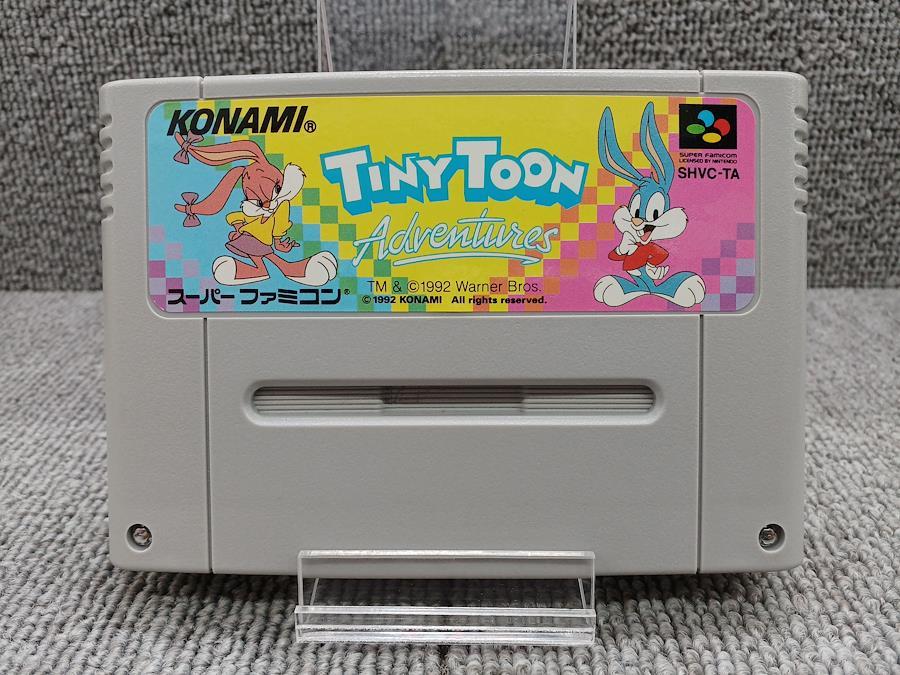 KONAMI®
TINY TOON
Adventures
SUPER FAMICOM
LICENSED BY NINTENDO
SHVC-TA
スーパーファミコン®
TM & ©1992 Warner Bros.
©1992 KONAMI All rights reserved.